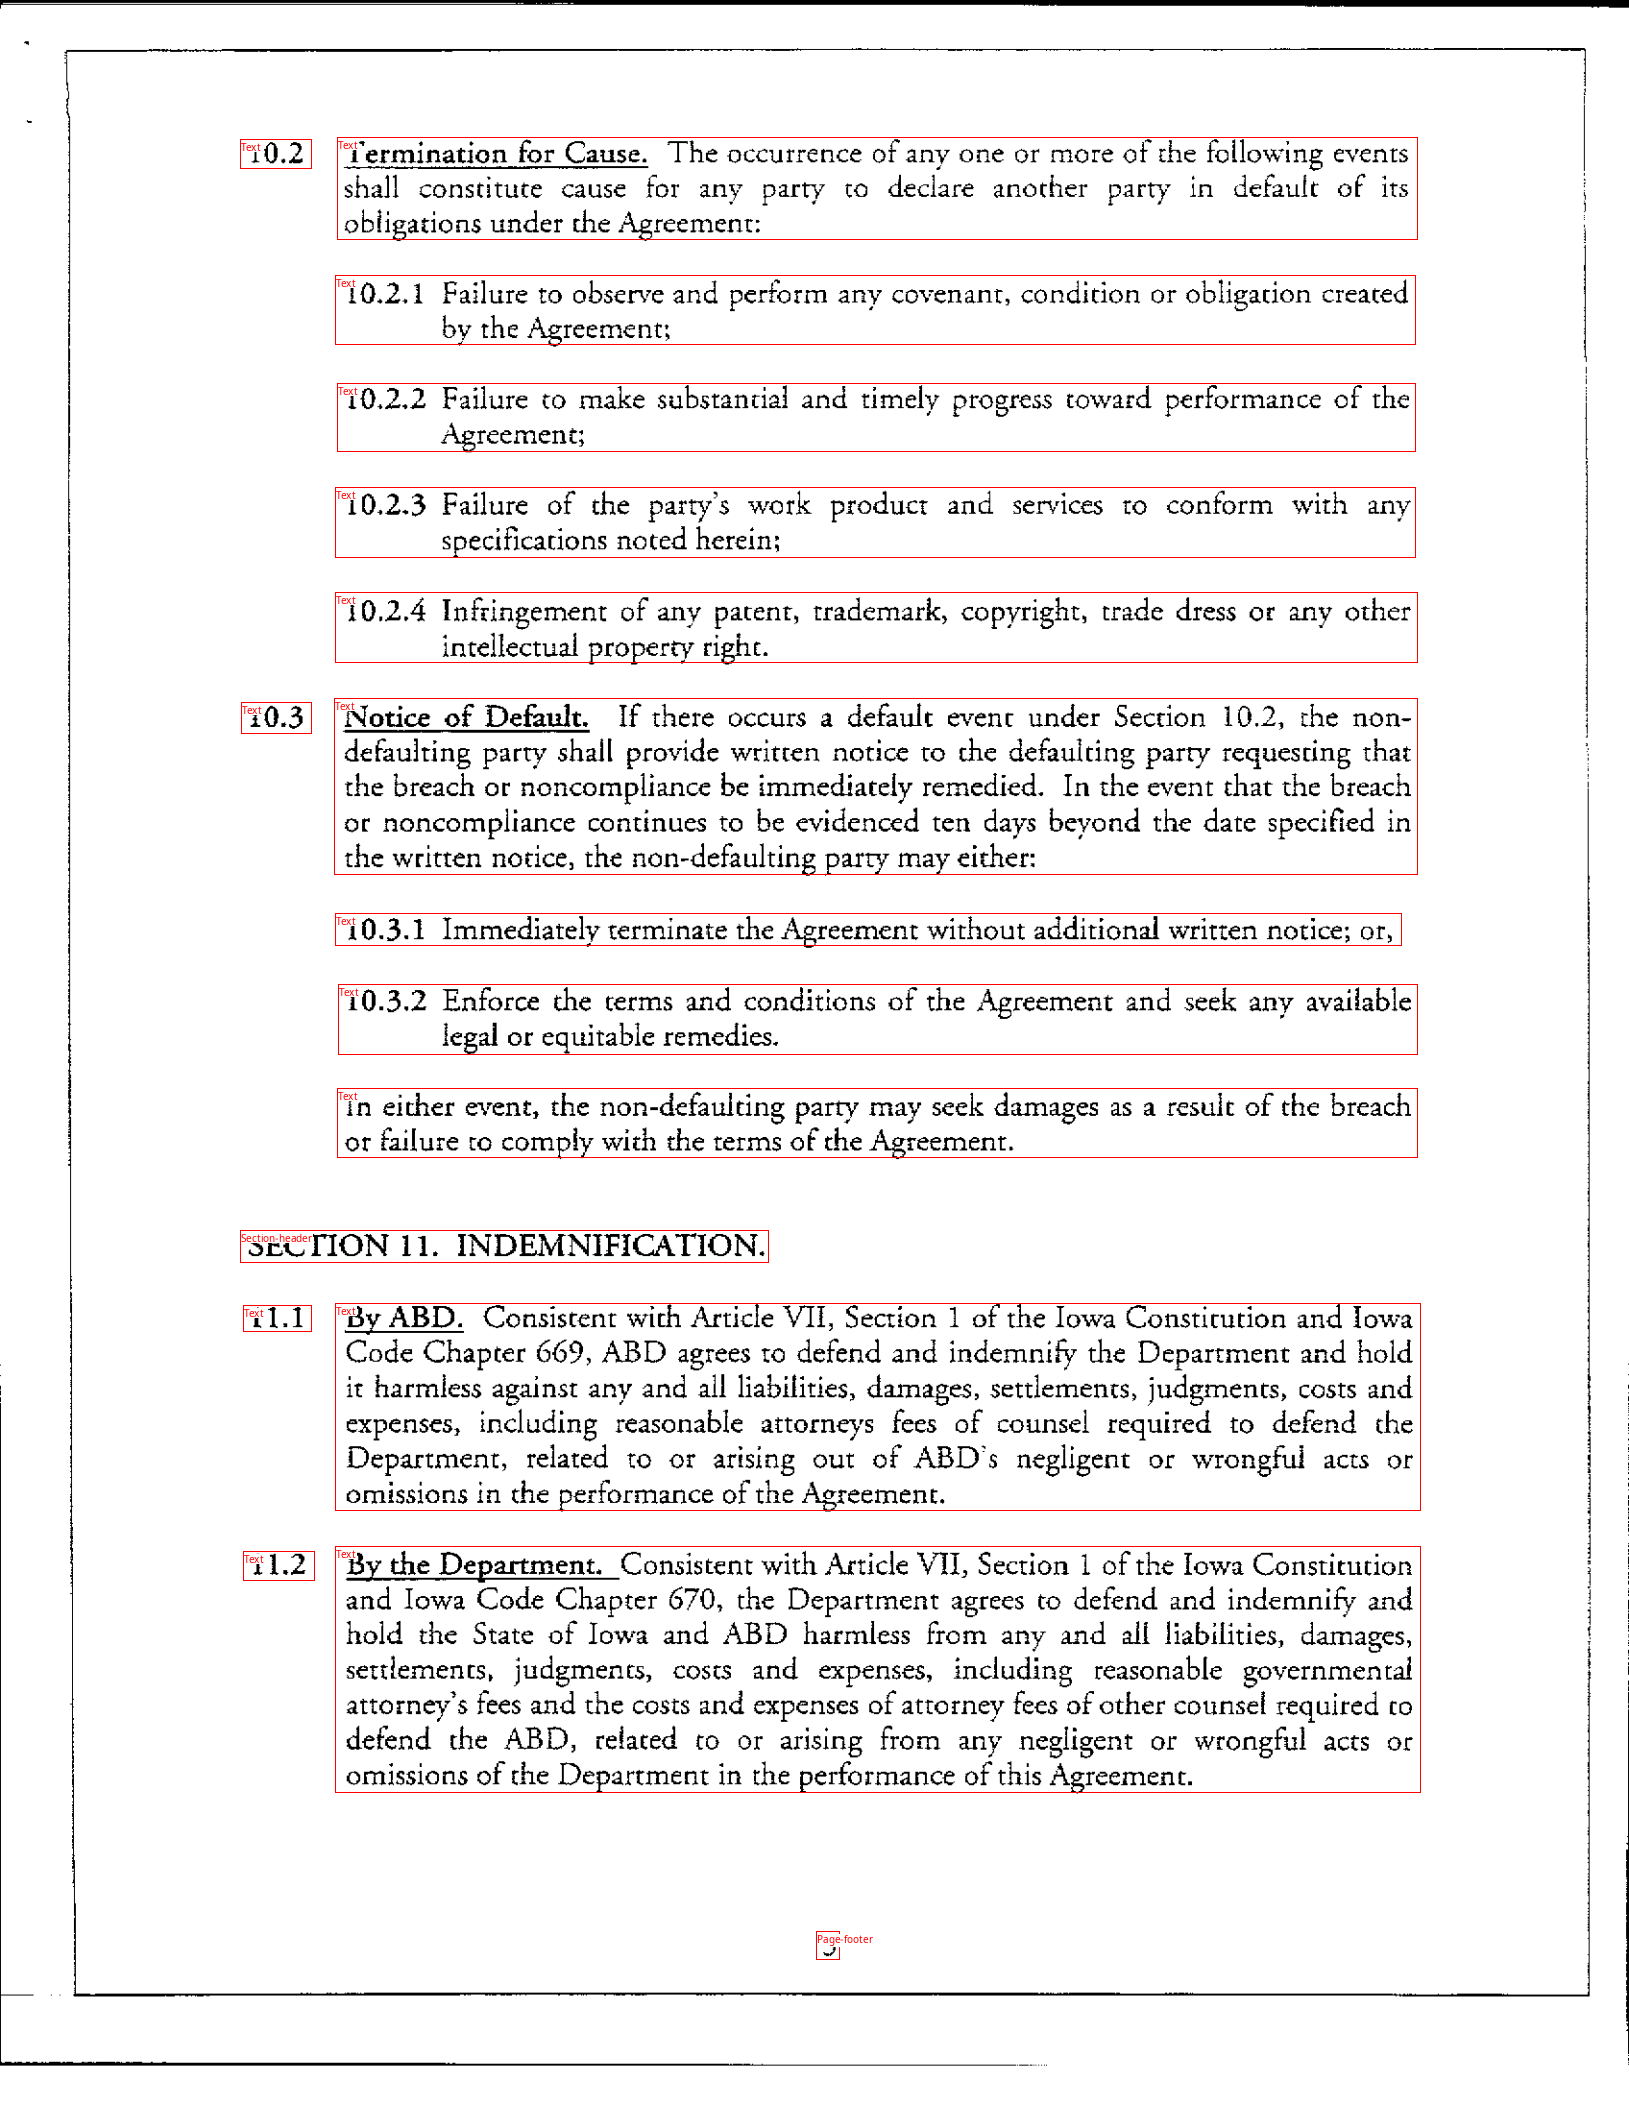 10.2 Termination for Cause. The occurrence of any one or more of the following events
shall constitute cause for any party to declare another party in default of its
obligations under the Agreement:
10.2.1 Failure to observe and perform any covenant, condition or obligation created
by the Agreement;
10.2.2 Failure to make substantial and timely progress toward performance of the
Agreement;
10.2.3 Failure of the party's work product and services to conform with any
specifications noted herein;
10.2.4 Infringement of any patent, trademark, copyright, trade dress or any other
intellectual property right.
10.3 Notice of Default. If there occurs a default event under Section 10.2, the non-
defaulting party shall provide written notice to the defaulting party requesting that
the breach or noncompliance be immediately remedied. In the event that the breach
or noncompliance continues to be evidenced ten days beyond the date specified in
the written notice, the non-defaulting party may either:
10.3.1 Immediately terminate the Agreement without additional written notice; or,
10.3.2 Enforce the terms and conditions of the Agreement and seek any available
legal or equitable remedies.
In either event, the non-defaulting party may seek damages as a result of the breach
or failure to comply with the terms of the Agreement.
Section-header
SECTION 11. INDEMNIFICATION.
11.1 By ABD. Consistent with Article VII, Section 1 of the Iowa Constitution and Iowa
Code Chapter 669, ABD agrees to defend and indemnify the Department and hold
it harmless against any and all liabilities, damages, settlements, judgments, costs and
expenses, including reasonable attorneys fees of counsel required to defend the
Department, related to or arising out of ABD's negligent or wrongful acts or
omissions in the performance of the Agreement.
11.2 By the Department. Consistent with Article VII, Section 1 of the Iowa Constitution
and Iowa Code Chapter 670, the Department agrees to defend and indemnify and
hold the State of Iowa and ABD harmless from any and all liabilities, damages,
settlements, judgments, costs and expenses, including reasonable governmental
attorney's fees and the costs and expenses of attorney fees of other counsel required to
defend the ABD, related to or arising from any negligent or wrongful acts or
omissions of the Department in the performance of this Agreement.
Page-footer